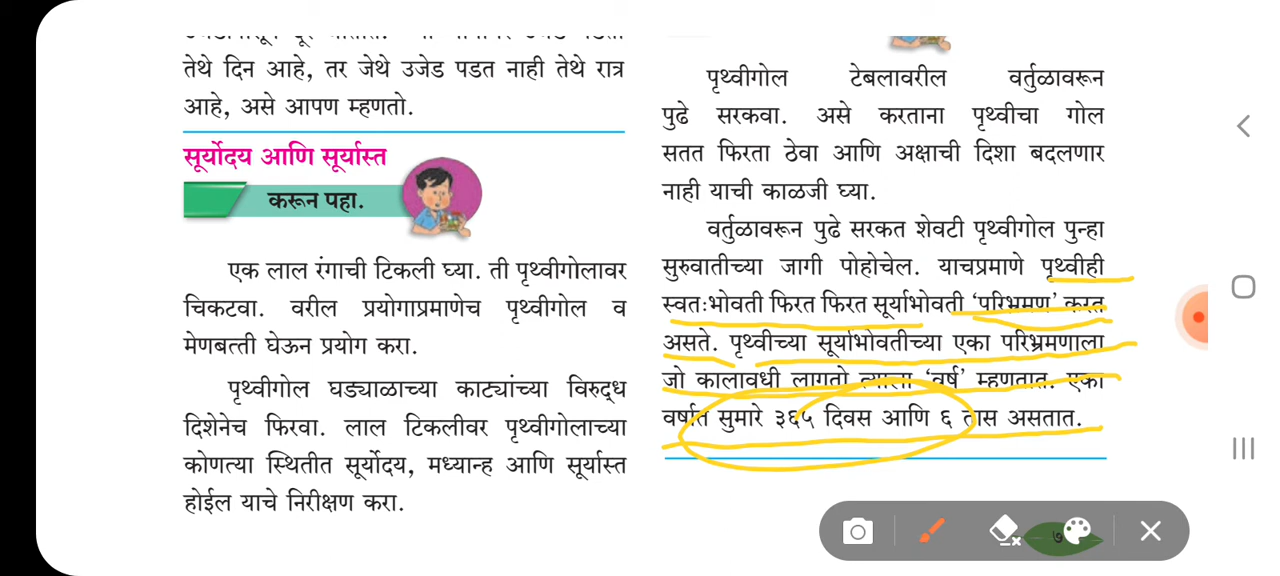 तेथे दिन आहे, तर जेथे उजेड पडत नाही तेथे रात्र
आहे, असे आपण म्हणतो.
सूर्योदय आणि सूर्यास्त
करून पहा.
एक लाल रंगाची टिकली घ्या. ती पृथ्वीगोलावर
चिकटवा. वरील प्रयोगाप्रमाणेच पृथ्वीगोल व
मेणबत्ती घेऊन प्रयोग करा.
पृथ्वीगोल घड्याळाच्या काट्यांच्या विरुद्ध
दिशेनेच फिरवा. लाल टिकलीवर पृथ्वीगोलाच्या
कोणत्या स्थितीत सूर्योदय, मध्यान्ह आणि सूर्यास्त
होईल याचे निरीक्षण करा.
पृथ्वीगोल टेबलावरील वर्तुळावरून
पुढे सरकवा. असे करताना पृथ्वीचा गोल
सतत फिरता ठेवा आणि अक्षाची दिशा बदलणार
नाही याची काळजी घ्या.
वर्तुळावरून पुढे सरकत शेवटी पृथ्वीगोल पुन्हा
सुरुवातीच्या जागी पोहोचेल. याचप्रमाणे पृथ्वीही
स्वतःभोवती फिरत फिरत सूर्याभोवती ‘परिभ्रमण’ करत
असते. पृथ्वीच्या सूर्याभोवतीच्या एका परिभ्रमणाला
जो कालावधी लागतो त्याला ‘वर्ष’ म्हणतात. एका
वर्षात सुमारे ३६५ दिवस आणि ६ तास असतात.
७